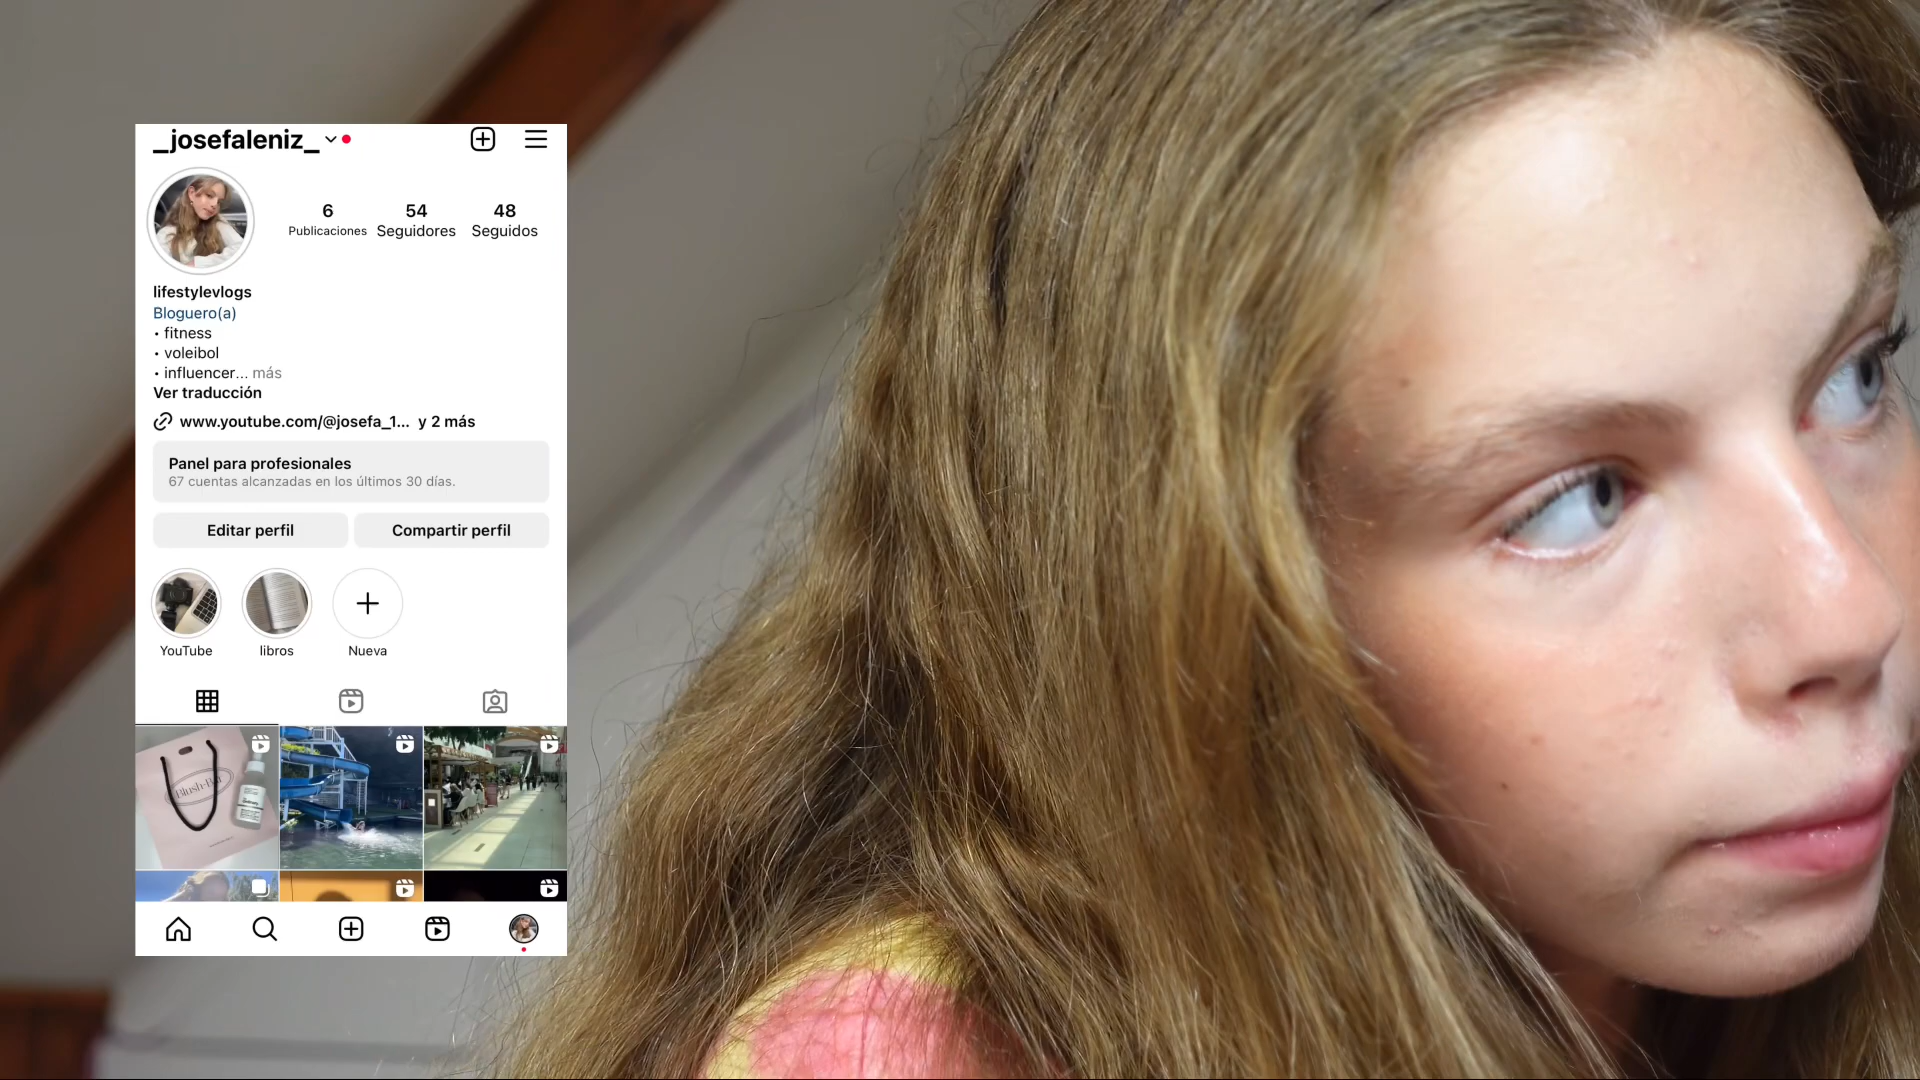 _josefaleniz_
6
54
48
Publicaciones
Seguidores
Seguidos
lifestylevlogs
Bloguero(a)
• fitness
• voleibol
• influencer... más
Ver traducción
www.youtube.com/@josefa_1... y 2 más
Panel para profesionales
67 cuentas alcanzadas en los últimos 30 días.
Editar perfil
Compartir perfil
YouTube
libros
Nueva
Blush-Bar